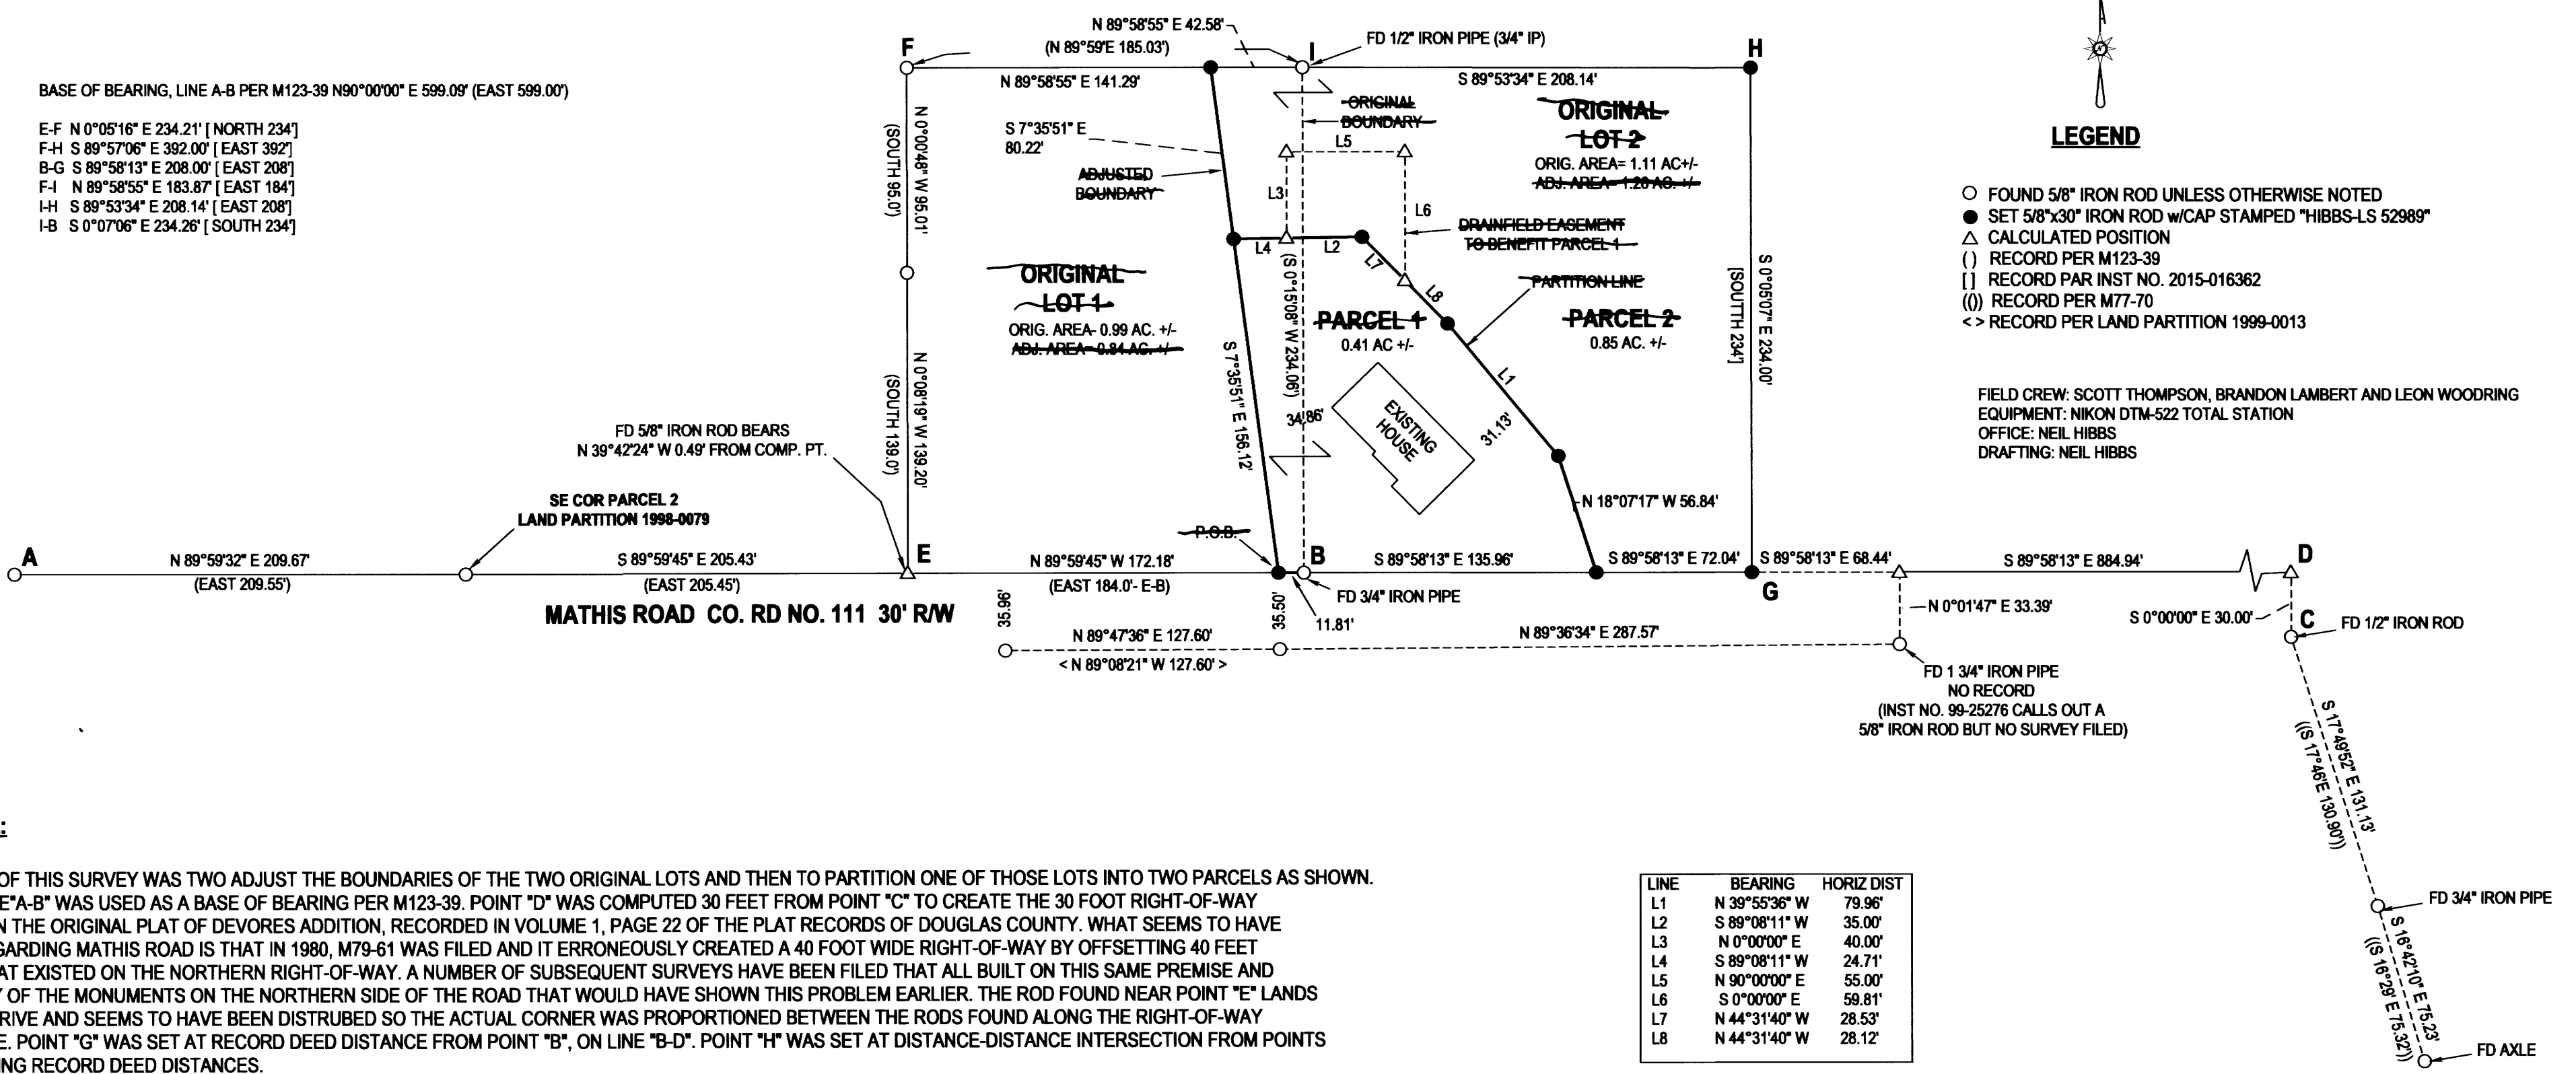 BASE OF BEARING, LINE A-B PER M123-39 N90°00'00" E 599.09' (EAST 599.00')
E-F N 0°05'16" E 234.21' [ NORTH 234']
F-H S 89°57'06" E 392.00' [ EAST 392']
B-G S 89°58'13" E 208.00' [ EAST 208']
F-I N 89°58'55" E 183.87' [ EAST 184']
I-H S 89°53'34" E 208.14' [ EAST 208']
I-B S 0°07'06" E 234.26' [ SOUTH 234']
N 89°58'55" E 42.58'
(N 89°59'E 185.03')
F
I
FD 1/2" IRON PIPE (3/4" IP)
H
N 89°58'55" E 141.29'
S 89°53'34" E 208.14'
S 7°35'51" E
80.22'
ADJUSTED
BOUNDARY
ORIGINAL
BOUNDARY
ORIGINAL
LOT 2
ORIG. AREA= 1.11 AC+/-
ADJ. AREA= 1.26 AC. +/-
N 0°00'48" W 95.01'
(SOUTH 95.0')
L5
L3
L6
DRAINFIELD EASEMENT
TO BENEFIT PARCEL 1
L4
L2
L7
L8
PARTITION LINE
ORIGINAL
LOT 1
ORIG. AREA- 0.99 AC. +/-
ADJ. AREA= 0.84 AC. +/-
(S 0°15'08" W 234.06')
PARCEL 1
0.41 AC +/-
PARCEL 2
0.85 AC. +/-
S 0°05'07" E 234.00'
[SOUTH 234']
N 0°08'19" W 139.20'
(SOUTH 139.0')
S 7°35'51" E 156.12'
34.86'
L1
EXISTING
HOUSE
31.13'
N 18°07'17" W 56.84'
FD 5/8" IRON ROD BEARS
N 39°42'24" W 0.49' FROM COMP. PT.
SE COR PARCEL 2
LAND PARTITION 1998-0079
P.O.B.
A
N 89°59'32" E 209.67'
(EAST 209.55')
S 89°59'45" E 205.43'
(EAST 205.45')
E
N 89°59'45" W 172.18'
(EAST 184.0'- E-B)
B
S 89°58'13" E 135.96'
S 89°58'13" E 72.04'
S 89°58'13" E 68.44'
G
S 89°58'13" E 884.94'
D
FD 3/4" IRON PIPE
11.81'
MATHIS ROAD CO. RD NO. 111 30' R/W
35.96'
35.50'
N 89°47'36" E 127.60'
< N 89°08'21" W 127.60' >
N 89°36'34" E 287.57'
N 0°01'47" E 33.39'
S 0°00'00" E 30.00'
C
FD 1/2" IRON ROD
FD 1 3/4" IRON PIPE
NO RECORD
(INST NO. 99-25276 CALLS OUT A
5/8" IRON ROD BUT NO SURVEY FILED)
S 17°49'52" E 131.13'
((S 17°46'E 130.90'))
FD 3/4" IRON PIPE
S 16°42'10" E 75.23'
((S 16°29' E 75.32'))
FD AXLE
LEGEND
FOUND 5/8" IRON ROD UNLESS OTHERWISE NOTED
SET 5/8"x30" IRON ROD w/CAP STAMPED "HIBBS-LS 52989"
CALCULATED POSITION
( ) RECORD PER M123-39
[ ] RECORD PAR INST NO. 2015-016362
(()) RECORD PER M77-70
< > RECORD PER LAND PARTITION 1999-0013
FIELD CREW: SCOTT THOMPSON, BRANDON LAMBERT AND LEON WOODRING
EQUIPMENT: NIKON DTM-522 TOTAL STATION
OFFICE: NEIL HIBBS
DRAFTING: NEIL HIBBS
:
OF THIS SURVEY WAS TWO ADJUST THE BOUNDARIES OF THE TWO ORIGINAL LOTS AND THEN TO PARTITION ONE OF THOSE LOTS INTO TWO PARCELS AS SHOWN.
E"A-B" WAS USED AS A BASE OF BEARING PER M123-39. POINT "D" WAS COMPUTED 30 FEET FROM POINT "C" TO CREATE THE 30 FOOT RIGHT-OF-WAY
N THE ORIGINAL PLAT OF DEVORES ADDITION, RECORDED IN VOLUME 1, PAGE 22 OF THE PLAT RECORDS OF DOUGLAS COUNTY. WHAT SEEMS TO HAVE
GARDING MATHIS ROAD IS THAT IN 1980, M79-61 WAS FILED AND IT ERRONEOUSLY CREATED A 40 FOOT WIDE RIGHT-OF-WAY BY OFFSETTING 40 FEET
AT EXISTED ON THE NORTHERN RIGHT-OF-WAY. A NUMBER OF SUBSEQUENT SURVEYS HAVE BEEN FILED THAT ALL BUILT ON THIS SAME PREMISE AND
Y OF THE MONUMENTS ON THE NORTHERN SIDE OF THE ROAD THAT WOULD HAVE SHOWN THIS PROBLEM EARLIER. THE ROD FOUND NEAR POINT "E" LANDS
RIVE AND SEEMS TO HAVE BEEN DISTRUBED SO THE ACTUAL CORNER WAS PROPORTIONED BETWEEN THE RODS FOUND ALONG THE RIGHT-OF-WAY
E. POINT "G" WAS SET AT RECORD DEED DISTANCE FROM POINT "B", ON LINE "B-D". POINT "H" WAS SET AT DISTANCE-DISTANCE INTERSECTION FROM POINTS
NG RECORD DEED DISTANCES.
LINE BEARING HORIZ DIST
L1 N 39°55'36" W 79.96'
L2 S 89°08'11" W 35.00'
L3 N 0°00'00" E 40.00'
L4 S 89°08'11" W 24.71'
L5 N 90°00'00" E 55.00'
L6 S 0°00'00" E 59.81'
L7 N 44°31'40" W 28.53'
L8 N 44°31'40" W 28.12'